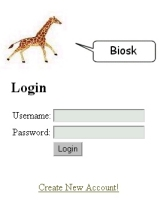 Biosk
Login
Username:
Password:
Login
Create New Account!